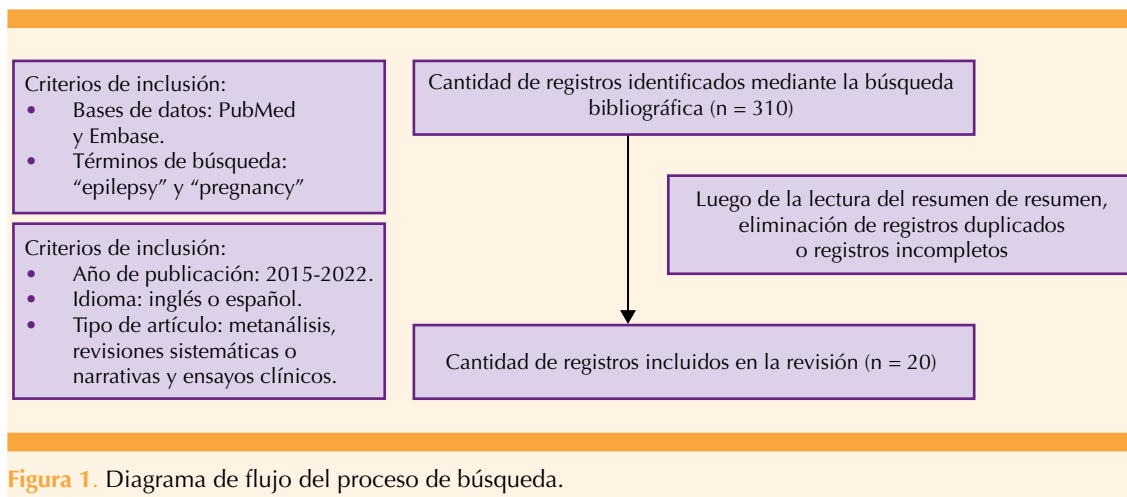 Criterios de inclusión:
• Bases de datos: PubMed
y Embase.
• Términos de búsqueda:
“epilepsy” y “pregnancy”
Criterios de inclusión:
• Año de publicación: 2015-2022.
• Idioma: inglés o español.
• Tipo de artículo: metanálisis,
revisiones sistemáticas o
narrativas y ensayos clínicos.
Cantidad de registros identificados mediante la búsqueda
bibliográfica (n = 310)
Luego de la lectura del resumen de resumen,
eliminación de registros duplicados
o registros incompletos
Cantidad de registros incluidos en la revisión (n = 20)
Figura 1. Diagrama de flujo del proceso de búsqueda.